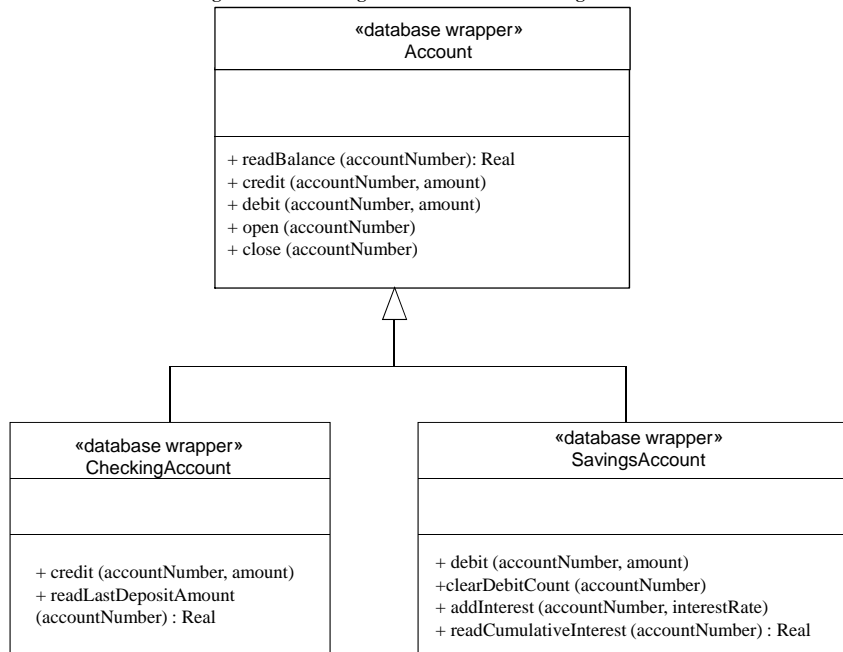 «database wrapper»
Account
+ readBalance (accountNumber): Real
+ credit (accountNumber, amount)
+ debit (accountNumber, amount)
+ open (accountNumber)
+ close (accountNumber)
«database wrapper»
CheckingAccount
+ credit (accountNumber, amount)
+ readLastDepositAmount
(accountNumber) : Real
«database wrapper»
SavingsAccount
+ debit (accountNumber, amount)
+clearDebitCount (accountNumber)
+ addInterest (accountNumber, interestRate)
+ readCumulativeInterest (accountNumber) : Real